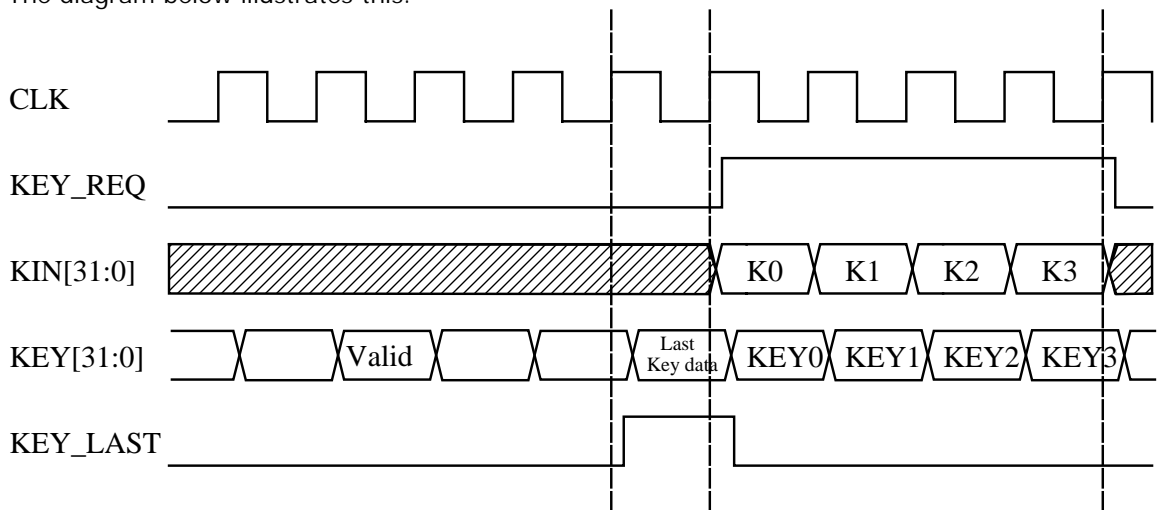 The diagram below illustrates this.
CLK
KEY_REQ
KIN[31:0] K0 K1 K2 K3
KEY[31:0] Valid Last Key data KEY0 KEY1 KEY2 KEY3
KEY_LAST